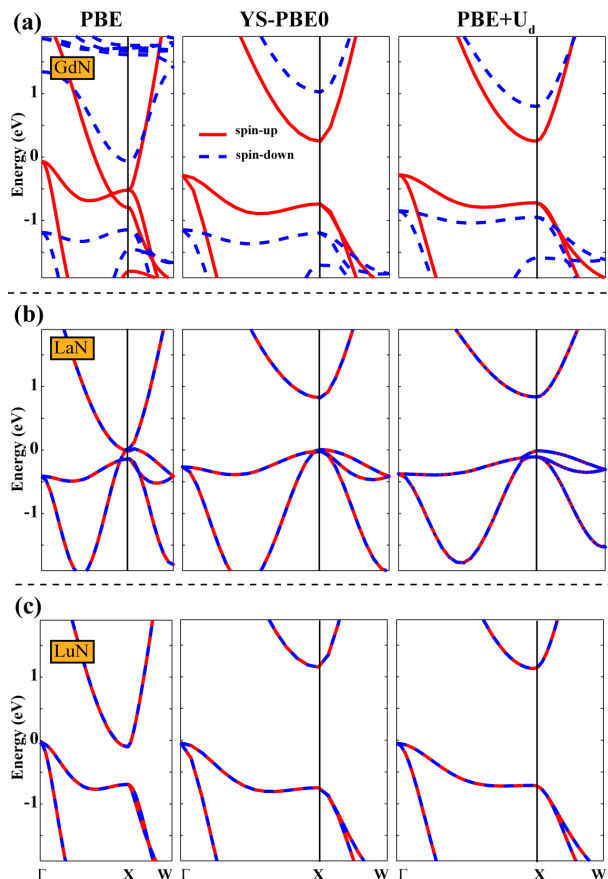 (a) PBE YS-PBE0 PBE+U_d
GdN
1
0
-1
Energy (eV)
spin-up
spin-down
(b)
LaN
1
0
-1
Energy (eV)
(c)
LuN
1
0
-1
Energy (eV)
Γ X W Γ X W Γ X W